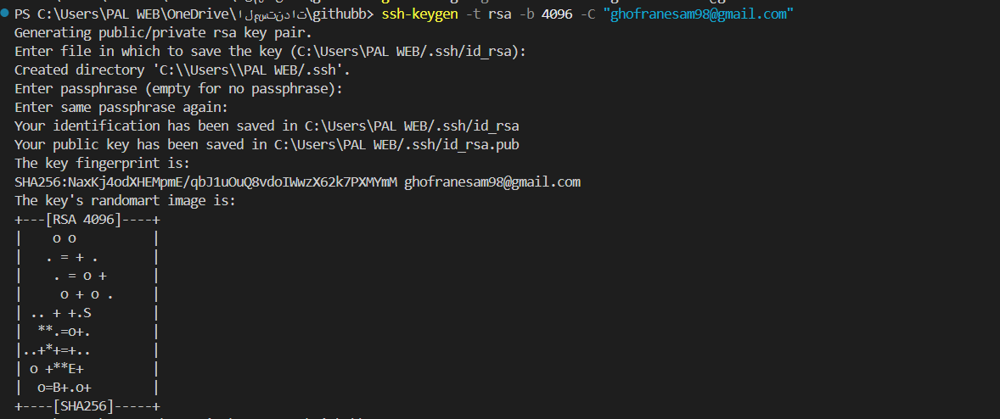 PS C:\Users\PAL WEB\OneDrive\المستندات\githubb> ssh-keygen -t rsa -b 4096 -C "ghofranesam98@gmail.com"
Generating public/private rsa key pair.
Enter file in which to save the key (C:\Users\PAL WEB/.ssh/id_rsa):
Created directory 'C:\\Users\\PAL WEB/.ssh'.
Enter passphrase (empty for no passphrase):
Enter same passphrase again:
Your identification has been saved in C:\Users\PAL WEB/.ssh/id_rsa
Your public key has been saved in C:\Users\PAL WEB/.ssh/id_rsa.pub
The key fingerprint is:
SHA256:NaxKj4odXHEMpmE/qbJ1uOuQ8vdoIWwzX62k7PXMYmM ghofranesam98@gmail.com
The key's randomart image is:
+---[RSA 4096]----+
|    o o          |
|   . = + .       |
|    . = o +      |
|     o + o .     |
| .. + +.S        |
|  **.=o+.        |
|..+*+=+..        |
| o +**E+         |
|  o=B+.o+        |
+----[SHA256]-----+